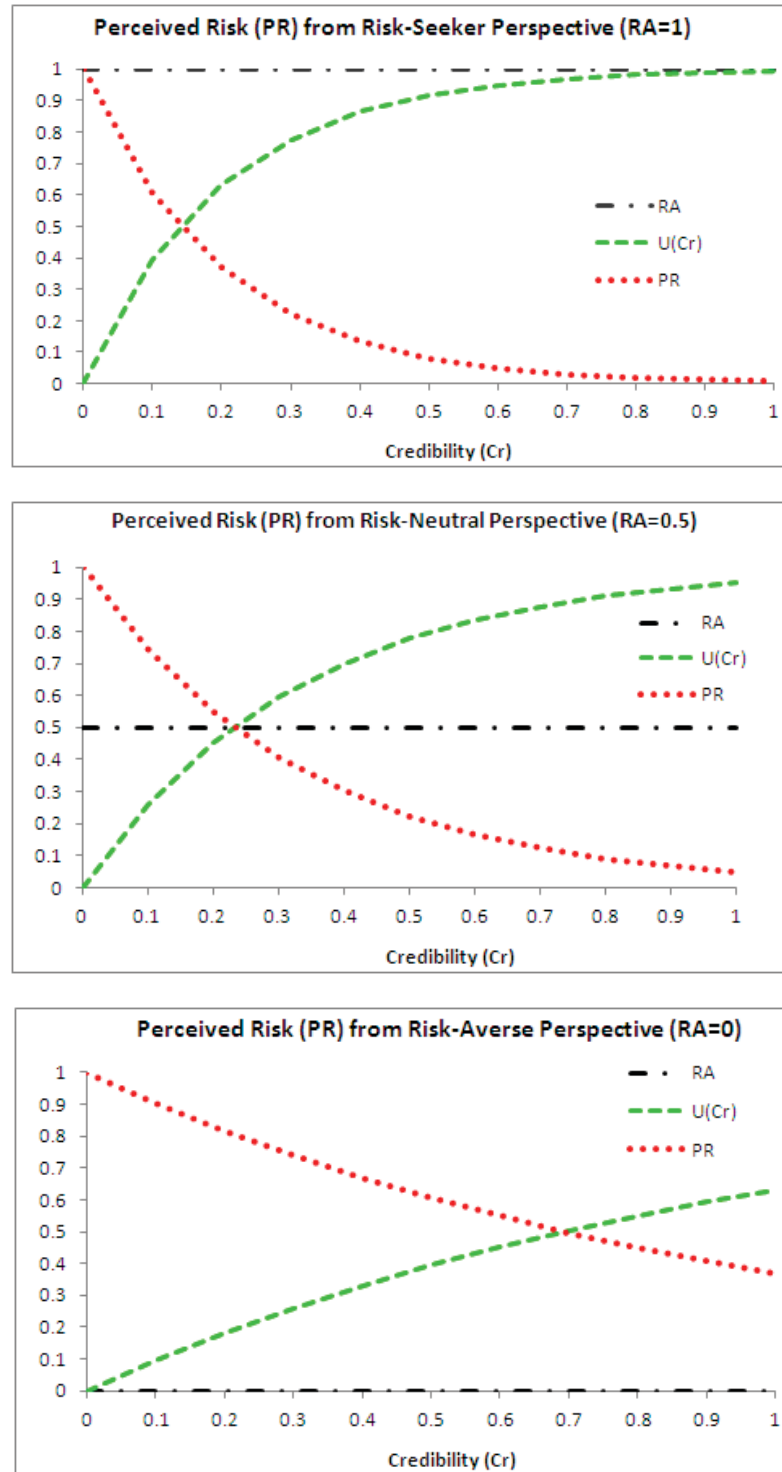 Perceived Risk (PR) from Risk-Seeker Perspective (RA=1)
1
0.9
0.8
0.7
0.6
0.5
0.4
0.3
0.2
0.1
0
RA
U(Cr)
PR
0 0.1 0.2 0.3 0.4 0.5 0.6 0.7 0.8 0.9 1
Credibility (Cr)
Perceived Risk (PR) from Risk-Neutral Perspective (RA=0.5)
1
0.9
0.8
0.7
0.6
0.5
0.4
0.3
0.2
0.1
0
RA
U(Cr)
PR
0 0.1 0.2 0.3 0.4 0.5 0.6 0.7 0.8 0.9 1
Credibility (Cr)
Perceived Risk (PR) from Risk-Averse Perspective (RA=0)
1
0.9
0.8
0.7
0.6
0.5
0.4
0.3
0.2
0.1
0
RA
U(Cr)
PR
0 0.1 0.2 0.3 0.4 0.5 0.6 0.7 0.8 0.9 1
Credibility (Cr)